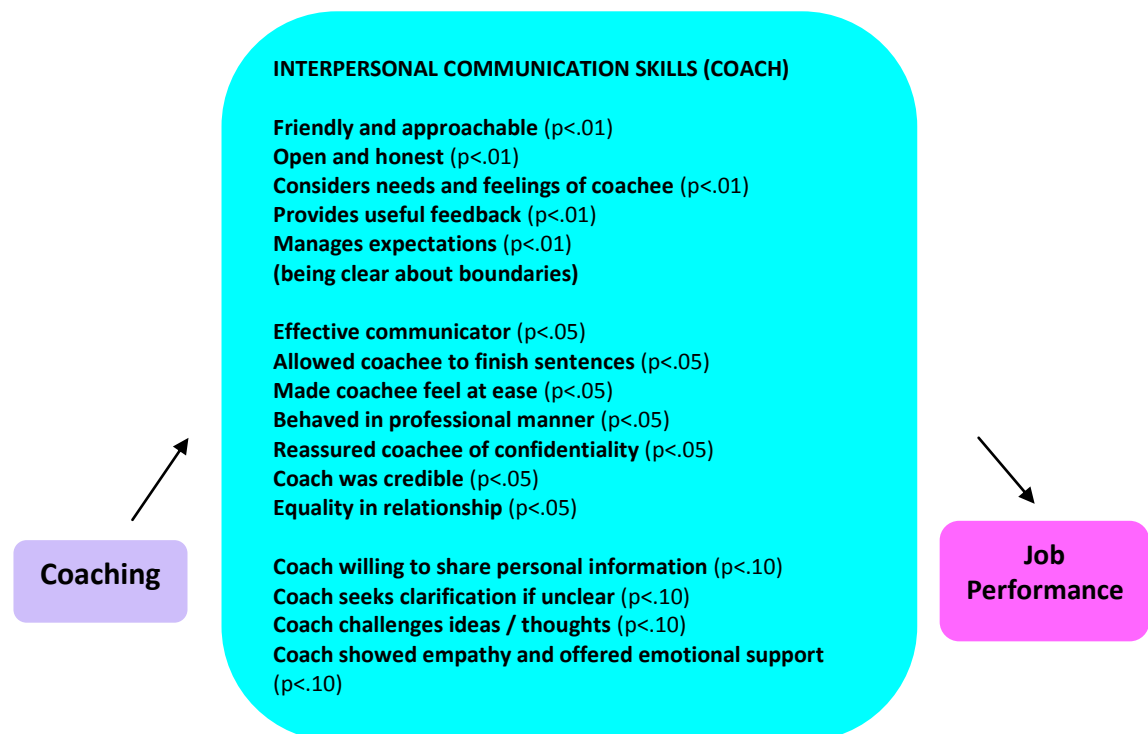 INTERPERSONAL COMMUNICATION SKILLS (COACH)
Friendly and approachable (p<.01)
Open and honest (p<.01)
Considers needs and feelings of coachee (p<.01)
Provides useful feedback (p<.01)
Manages expectations (p<.01)
(being clear about boundaries)
Effective communicator (p<.05)
Allowed coachee to finish sentences (p<.05)
Made coachee feel at ease (p<.05)
Behaved in professional manner (p<.05)
Reassured coachee of confidentiality (p<.05)
Coach was credible (p<.05)
Equality in relationship (p<.05)
Coach willing to share personal information (p<.10)
Coach seeks clarification if unclear (p<.10)
Coach challenges ideas / thoughts (p<.10)
Coach showed empathy and offered emotional support
(p<.10)
Coaching
Job
Performance